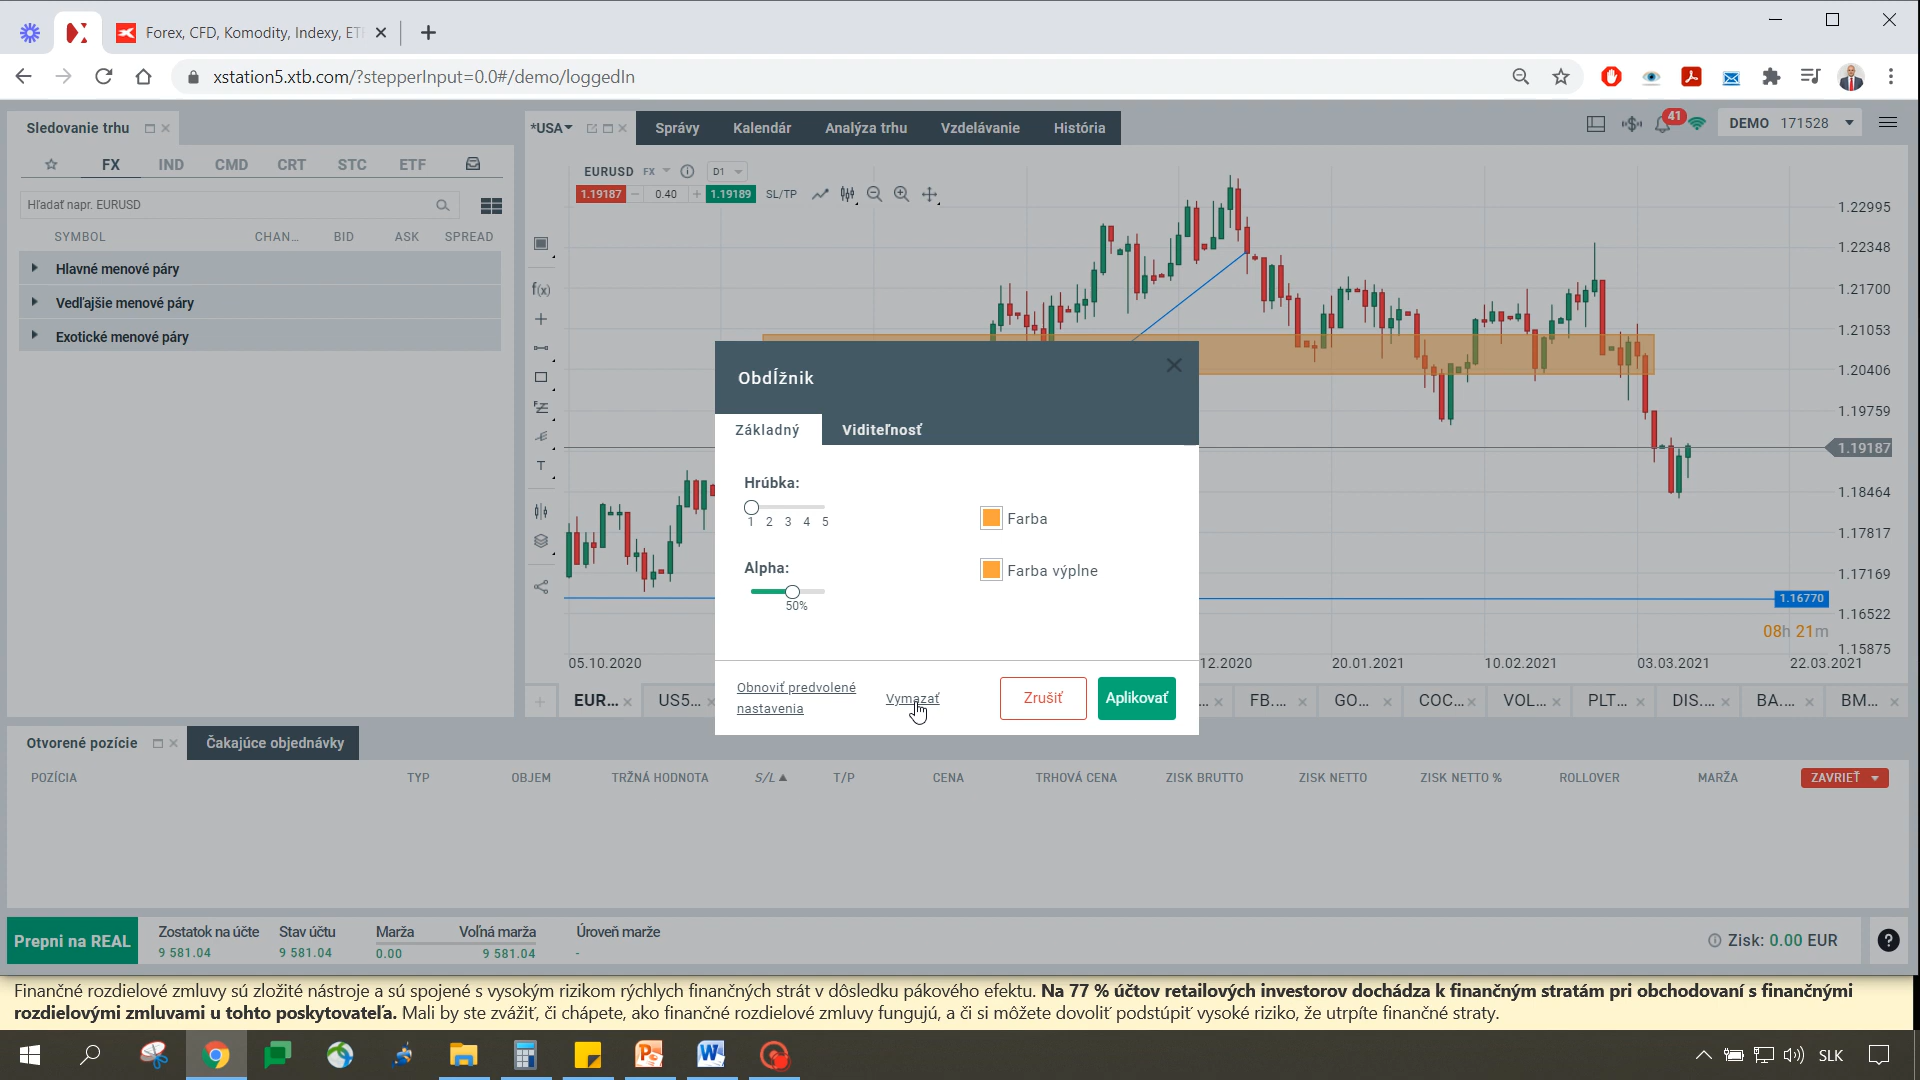 Forex, CFD, Komodity, Indexy, ET
xstation5.xtb.com/?stepperInput=0.0#/demo/loggedIn
Sledovanie trhu
*USA
Správy
Kalendár
Analýza trhu
Vzdelávanie
História
41
DEMO 171528
FX IND CMD CRT STC ETF
Hľadať napr. EURUSD
SYMBOL CHAN... BID ASK SPREAD
Hlavné menové páry
Vedľajšie menové páry
Exotické menové páry
EURUSD FX D1
1.19187 − 0.40 + 1.19189 SL/TP
f(x)
T
1.22995
1.22348
1.21700
1.21053
1.20406
1.19759
1.19187
1.18464
1.17817
1.17169
1.16770
1.16522
08h 21m
1.15875
05.10.2020
12.2020
20.01.2021
10.02.2021
03.03.2021
22.03.2021
Obdĺžnik
Základný
Viditeľnosť
Hrúbka:
1 2 3 4 5
Farba
Alpha:
50%
Farba výplne
Obnoviť predvolené
nastavenia
Vymazať
Zrušiť
Aplikovať
EUR...
US5...
FB....
GO...
COC...
VOL...
PLT...
DIS....
BA....
BM...
Otvorené pozície
Čakajúce objednávky
POZÍCIA TYP OBJEM TRŽNÁ HODNOTA S/L T/P CENA TRHOVÁ CENA ZISK BRUTTO ZISK NETTO ZISK NETTO % ROLLOVER MARŽA ZAVRIEŤ
Prepni na REAL
Zostatok na účte Stav účtu Marža Voľná marža Úroveň marže
9 581.04 9 581.04 0.00 9 581.04 -
Zisk: 0.00 EUR
?
Finančné rozdielové zmluvy sú zložité nástroje a sú spojené s vysokým rizikom rýchlych finančných strát v dôsledku pákového efektu. Na 77 % účtov retailových investorov dochádza k finančným stratám pri obchodovaní s finančnými
rozdielovými zmluvami u tohto poskytovateľa. Mali by ste zvážiť, či chápete, ako finančné rozdielové zmluvy fungujú, a či si môžete dovoliť podstúpiť vysoké riziko, že utrpíte finančné straty.
SLK